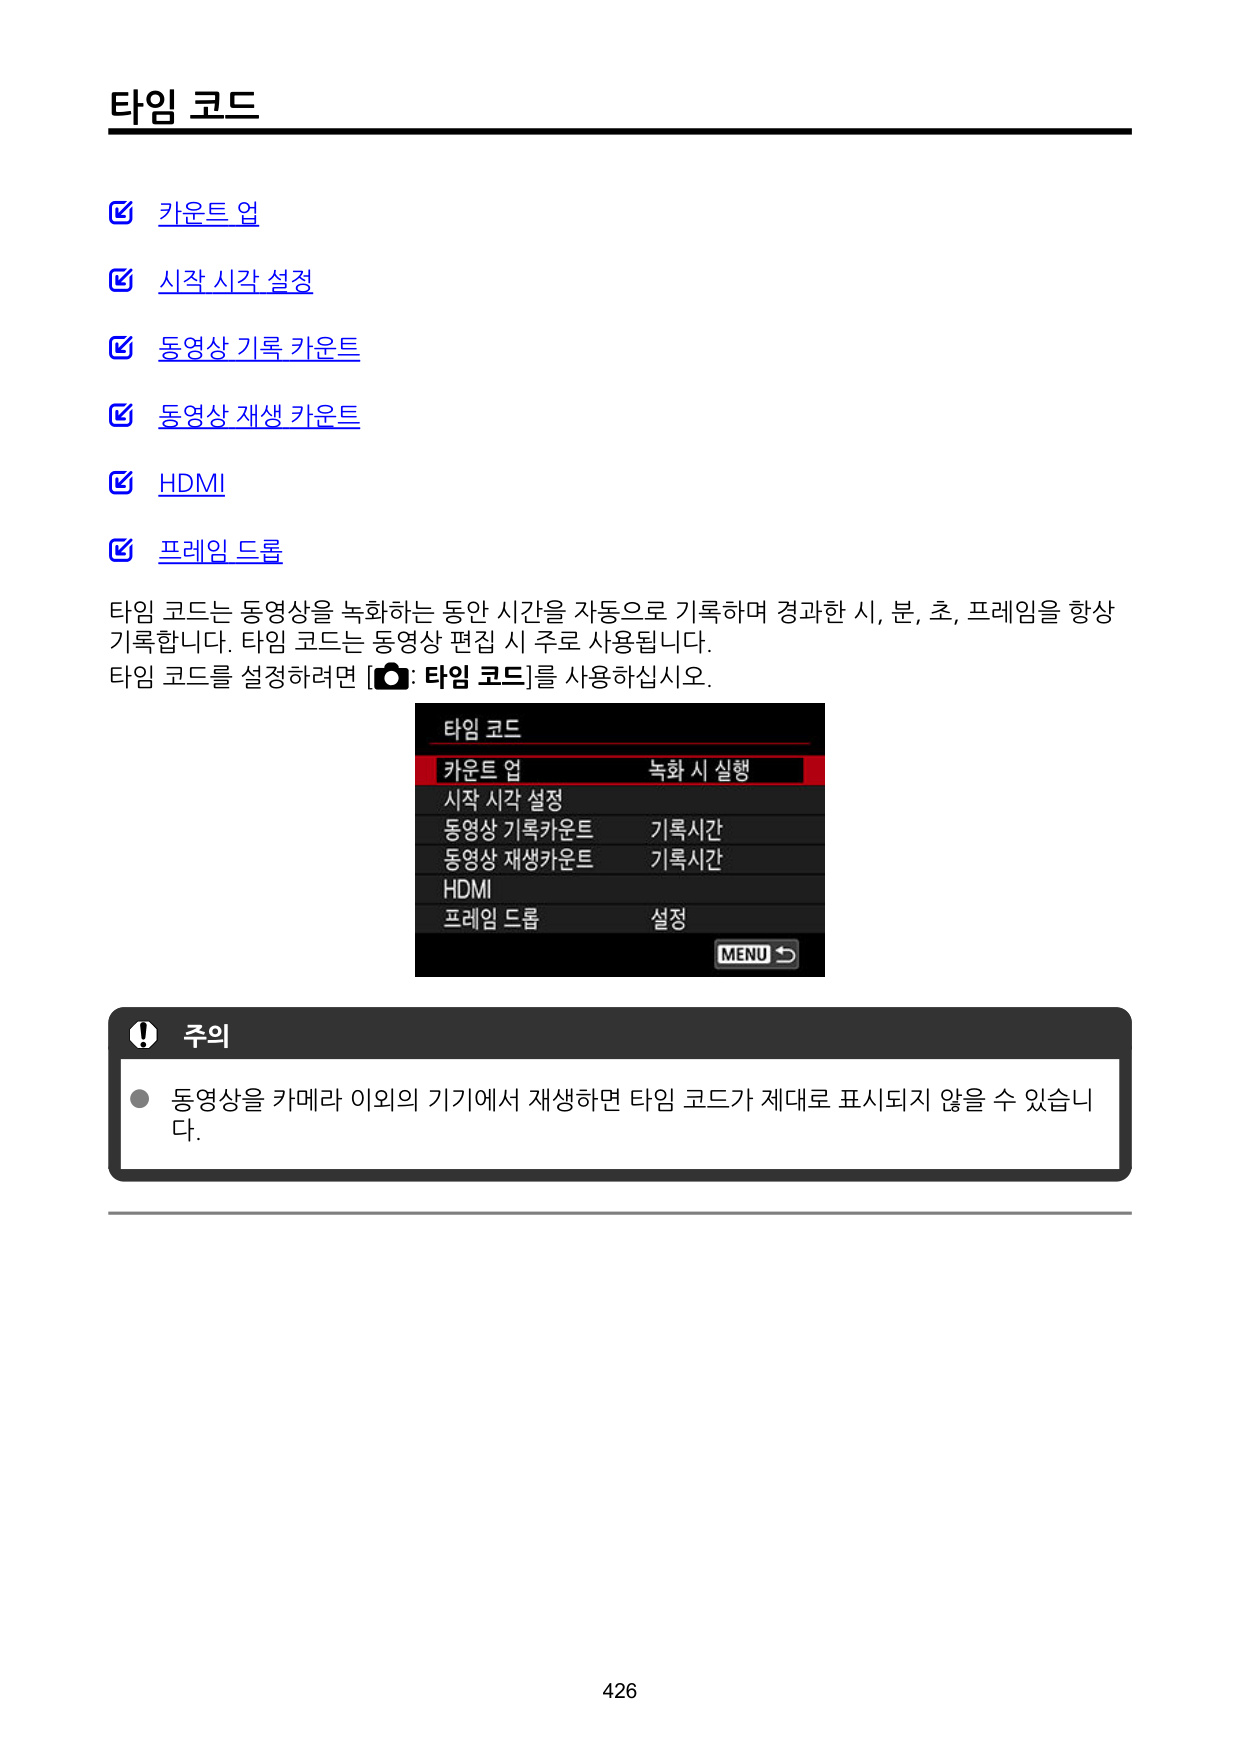 타임 코드
카운트 업
시작 시각 설정
동영상 기록 카운트
동영상 재생 카운트
HDMI
프레임 드롭
타임 코드는 동영상을 녹화하는 동안 시간을 자동으로 기록하며 경과한 시, 분, 초, 프레임을 항상
기록합니다. 타임 코드는 동영상 편집 시 주로 사용됩니다.
타임 코드를 설정하려면 [: 타임 코드]를 사용하십시오.
타임 코드
카운트 업 녹화 시 실행
시작 시각 설정
동영상 기록카운트 기록시간
동영상 재생카운트 기록시간
HDMI
프레임 드롭 설정
MENU
주의
동영상을 카메라 이외의 기기에서 재생하면 타임 코드가 제대로 표시되지 않을 수 있습니
다.
426